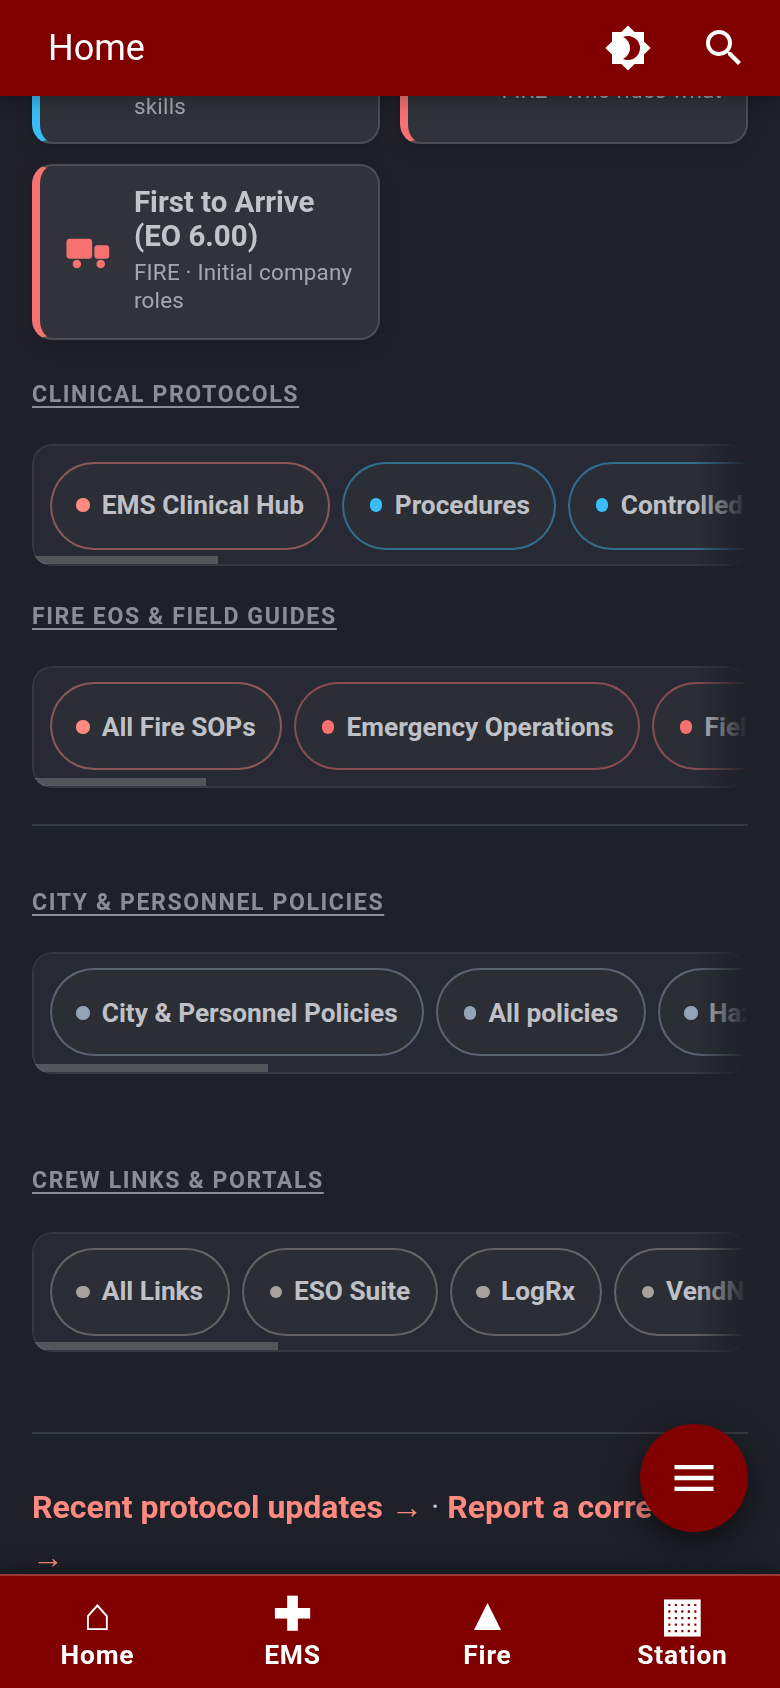 Home
skills
First to Arrive
(EO 6.00)
FIRE · Initial company
roles
CLINICAL PROTOCOLS
EMS Clinical Hub
Procedures
Controlled
FIRE EOS & FIELD GUIDES
All Fire SOPs
Emergency Operations
CITY & PERSONNEL POLICIES
City & Personnel Policies
All policies
CREW LINKS & PORTALS
All Links
ESO Suite
LogRx
VendN
Recent protocol updates → · Report a corre
→
Home
EMS
Fire
Station